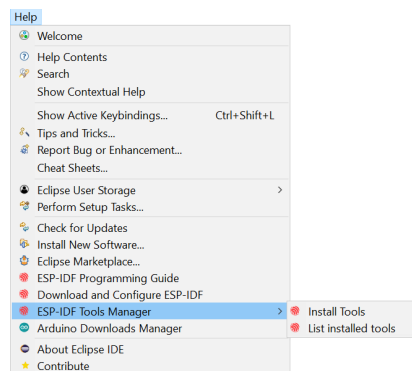 Help
Welcome
Help Contents
Search
Show Contextual Help
Show Active Keybindings... Ctrl+Shift+L
Tips and Tricks...
Report Bug or Enhancement...
Cheat Sheets...
Eclipse User Storage
Perform Setup Tasks...
Check for Updates
Install New Software...
Eclipse Marketplace...
ESP-IDF Programming Guide
Download and Configure ESP-IDF
ESP-IDF Tools Manager
Install Tools
Arduino Downloads Manager
List installed tools
About Eclipse IDE
Contribute